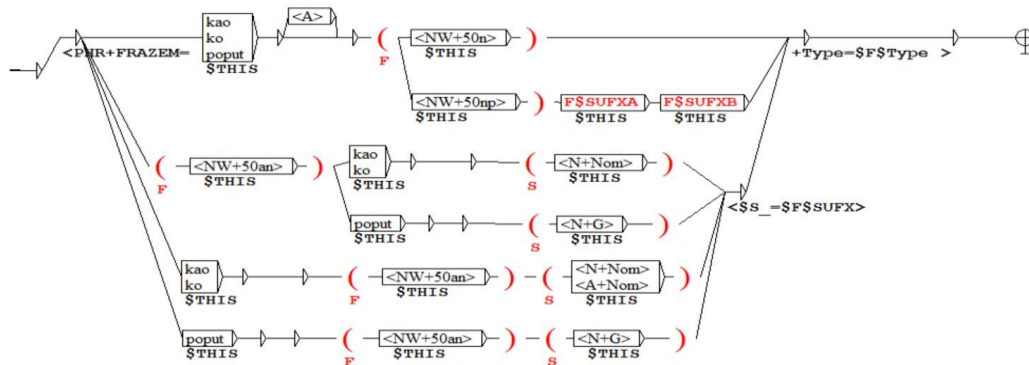 <A>
kao
ko
poput
<NW+50n>
<PHR+FRAZEM=
$THIS
F
$THIS
+Type=$F$Type >
<NW+50np>
F$SUFXA
F$SUFXB
$THIS
$THIS
$THIS
<NW+50an>
kao
ko
<N+Nom>
F
$THIS
$THIS
S
$THIS
<$S_=$F$SUFX>
poput
<N+G>
$THIS
S
$THIS
kao
ko
<NW+50an>
<N+Nom>
<A+Nom>
$THIS
F
$THIS
S
$THIS
poput
<NW+50an>
<N+G>
$THIS
F
$THIS
S
$THIS